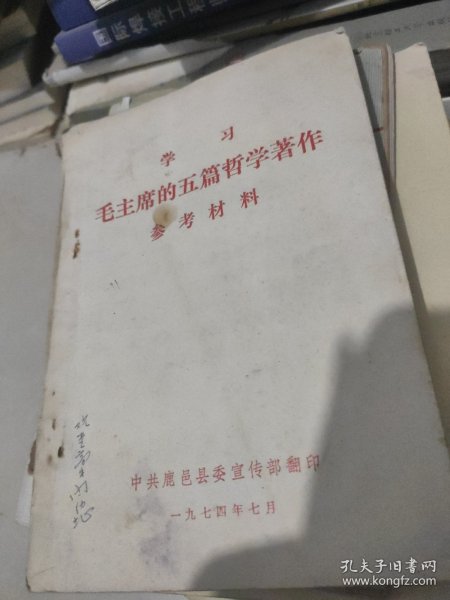 学 习
毛主席的五篇哲学著作
参考材料
中共鹿邑县委宣传部翻印
一九七四年七月
孔夫子旧书网
www.kongfz.com